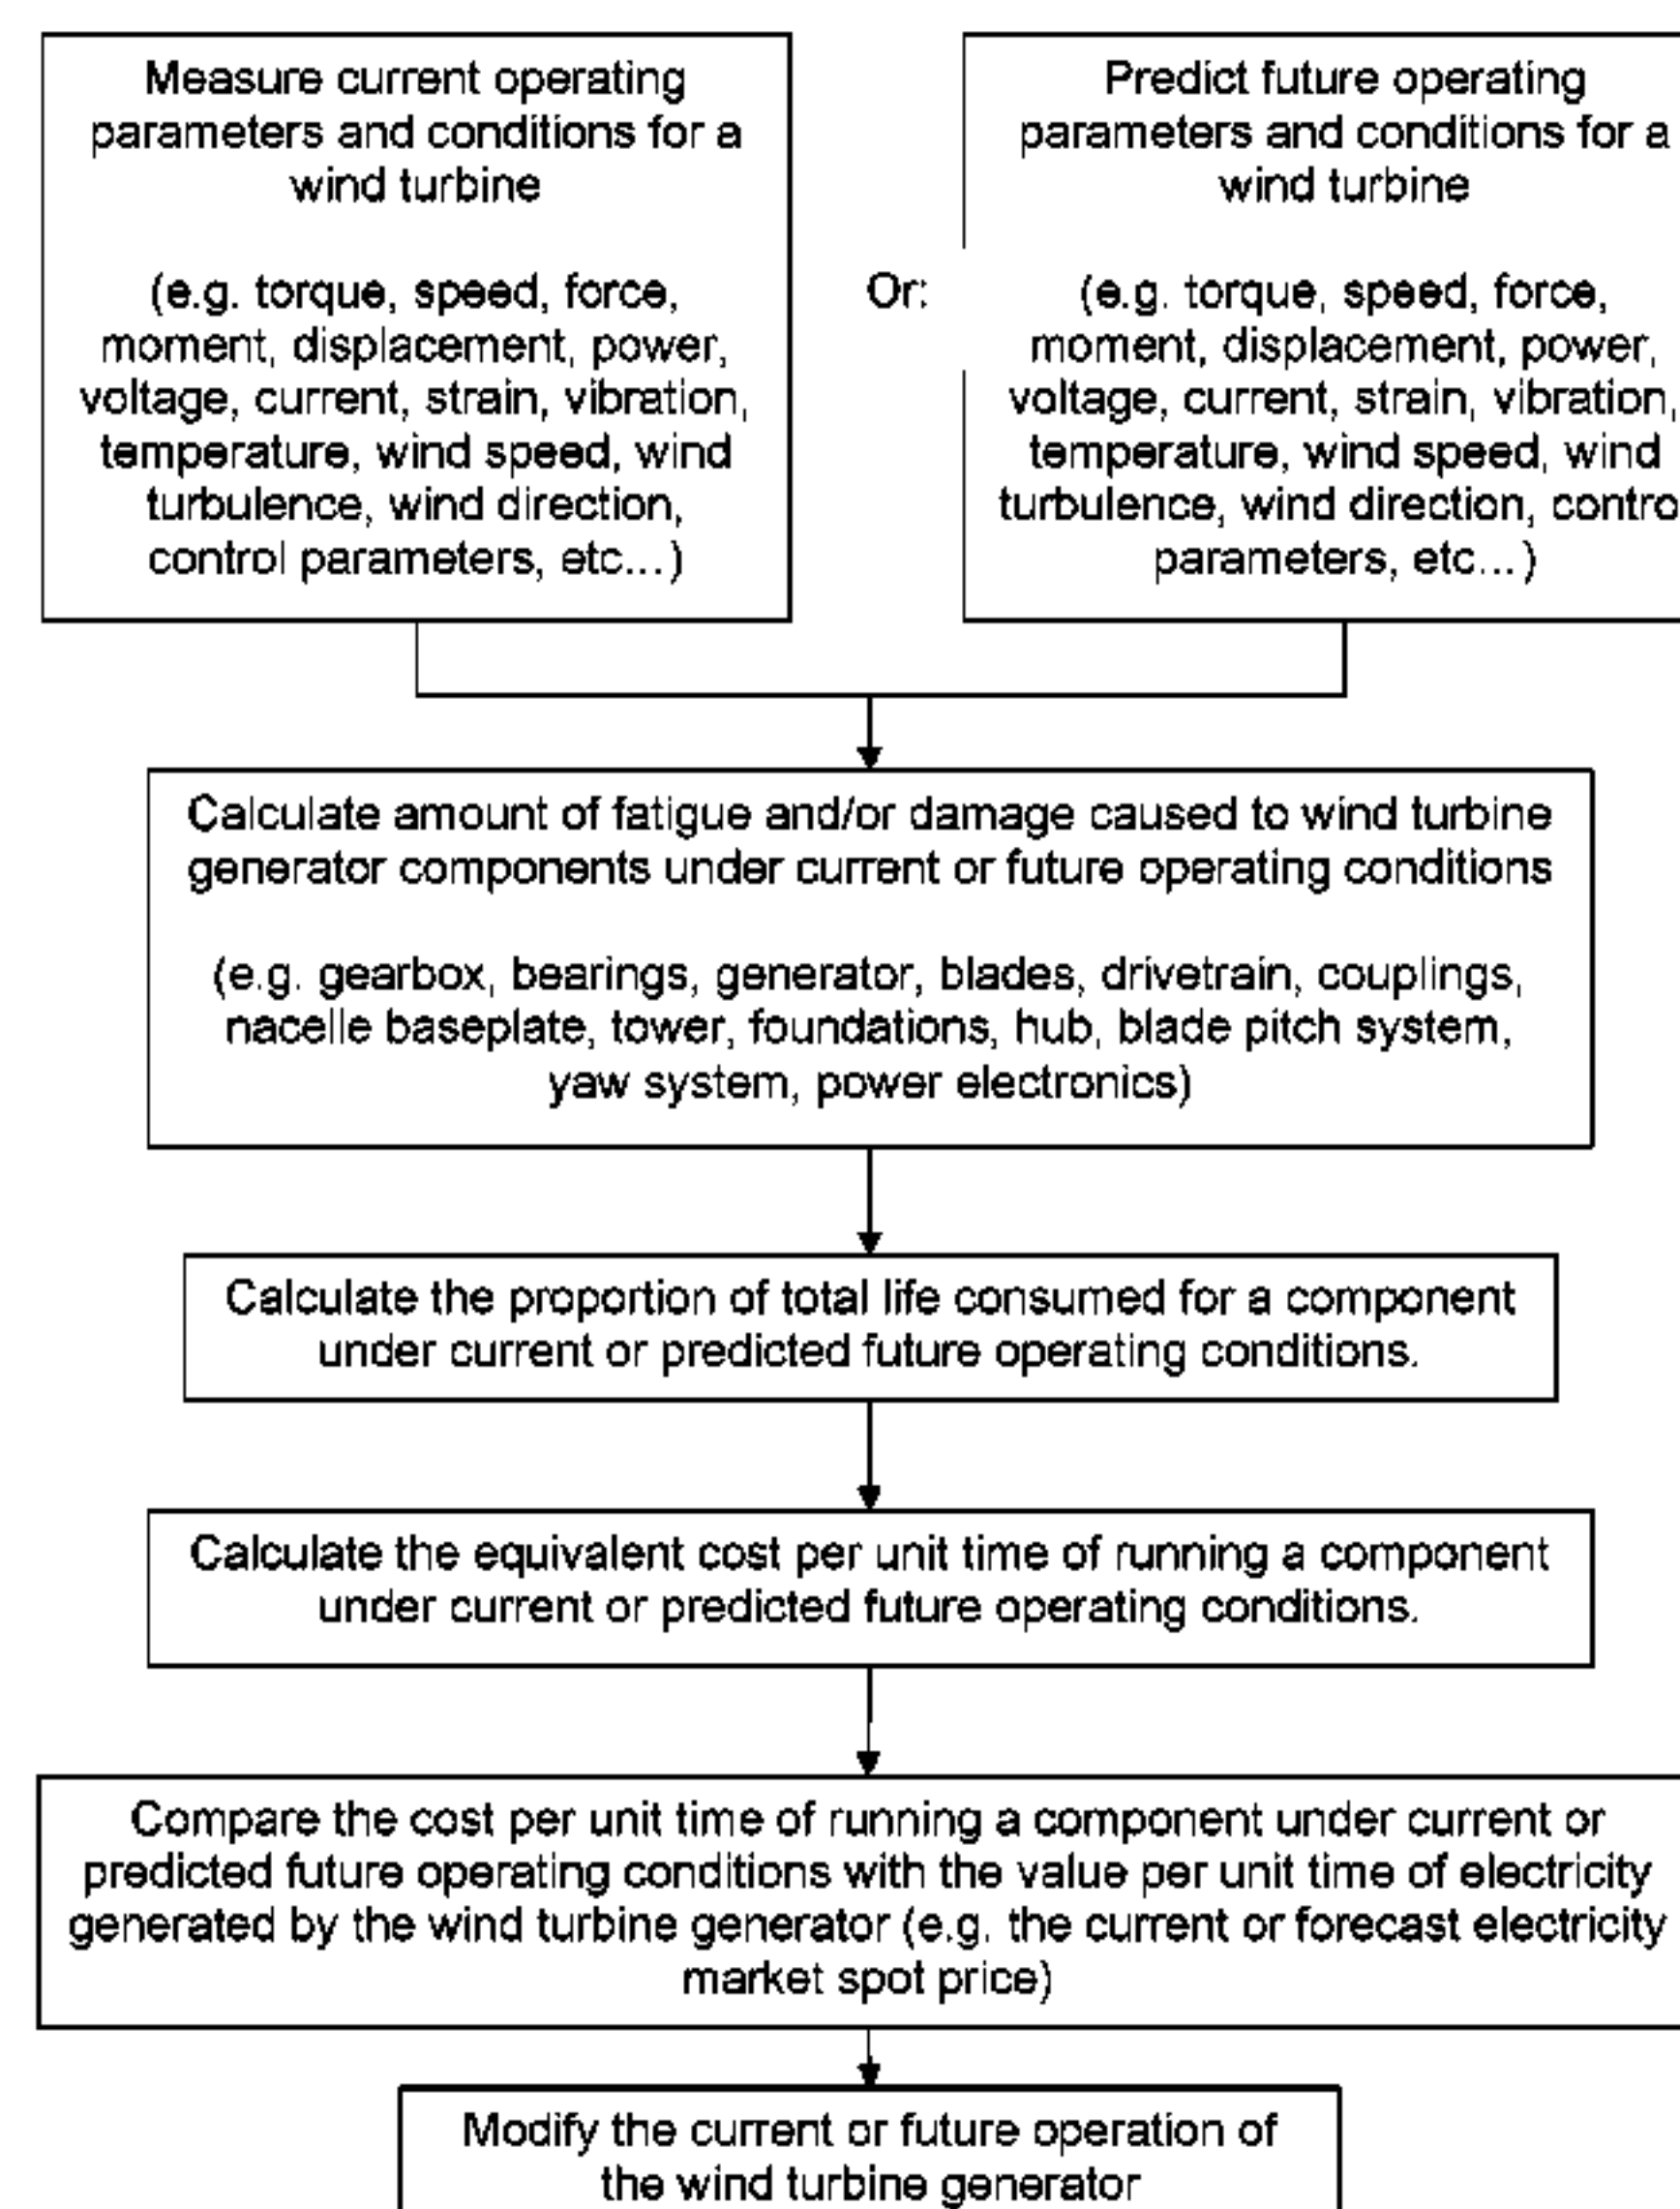 Measure current operating
parameters and conditions for a
wind turbine
(e.g. torque, speed, force,
moment, displacement, power,
voltage, current, strain, vibration,
temperature, wind speed, wind
turbulence, wind direction,
control parameters, etc...)
Or:
Predict future operating
parameters and conditions for a
wind turbine
(e.g. torque, speed, force,
moment, displacement, power,
voltage, current, strain, vibration,
temperature, wind speed, wind
turbulence, wind direction, contro
parameters, etc...)
Calculate amount of fatigue and/or damage caused to wind turbine
generator components under current or future operating conditions
(e.g. gearbox, bearings, generator, blades, drivetrain, couplings,
nacelle baseplate, tower, foundations, hub, blade pitch system,
yaw system, power electronics)
Calculate the proportion of total life consumed for a component
under current or predicted future operating conditions.
Calculate the equivalent cost per unit time of running a component
under current or predicted future operating conditions.
Compare the cost per unit time of running a component under current or
predicted future operating conditions with the value per unit time of electricity
generated by the wind turbine generator (e.g. the current or forecast electricity
market spot price)
Modify the current or future operation of
the wind turbine generator